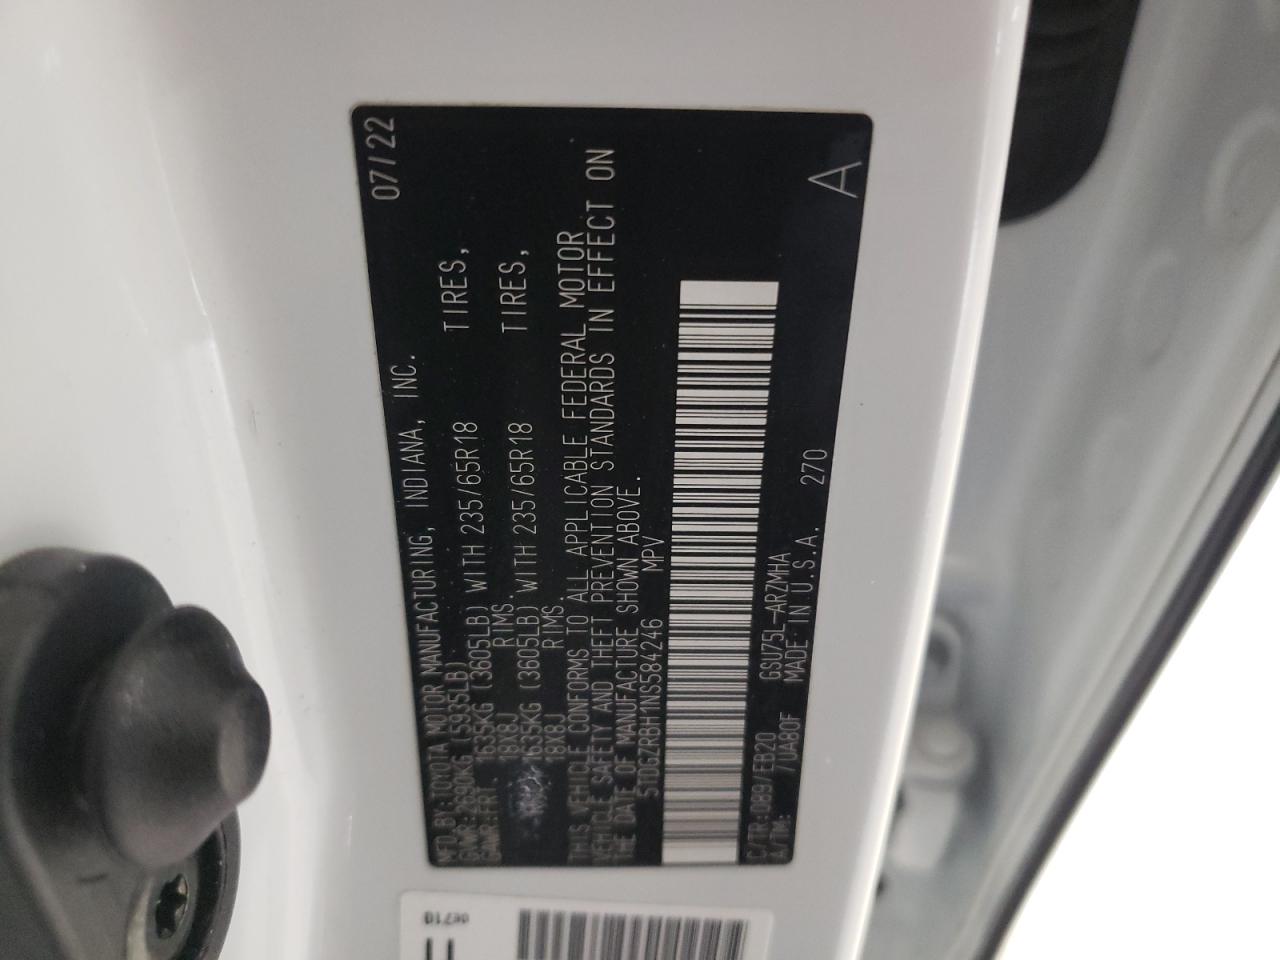 MFD.BY:TOYOTA MOTOR MANUFACTURING, INDIANA, INC. 07/22
GVWR:2690KG (5935LB)
GAWR:FRT 1635KG (3605LB) WITH 235/65R18 TIRES,
18X8J RIMS.
1635KG (3605LB) WITH 235/65R18 TIRES,
18X8J RIMS.
THIS VEHICLE CONFORMS TO ALL APPLICABLE FEDERAL MOTOR
VEHICLE SAFETY AND THEFT PREVENTION STANDARDS IN EFFECT ON
THE DATE OF MANUFACTURE SHOWN ABOVE.
5TDGZRBH1NS584246 MPV
C/TR:089/EB20 GSU75L-ARZMHA
A/TM: /UA80F MADE IN U.S.A. 270
A
0E710